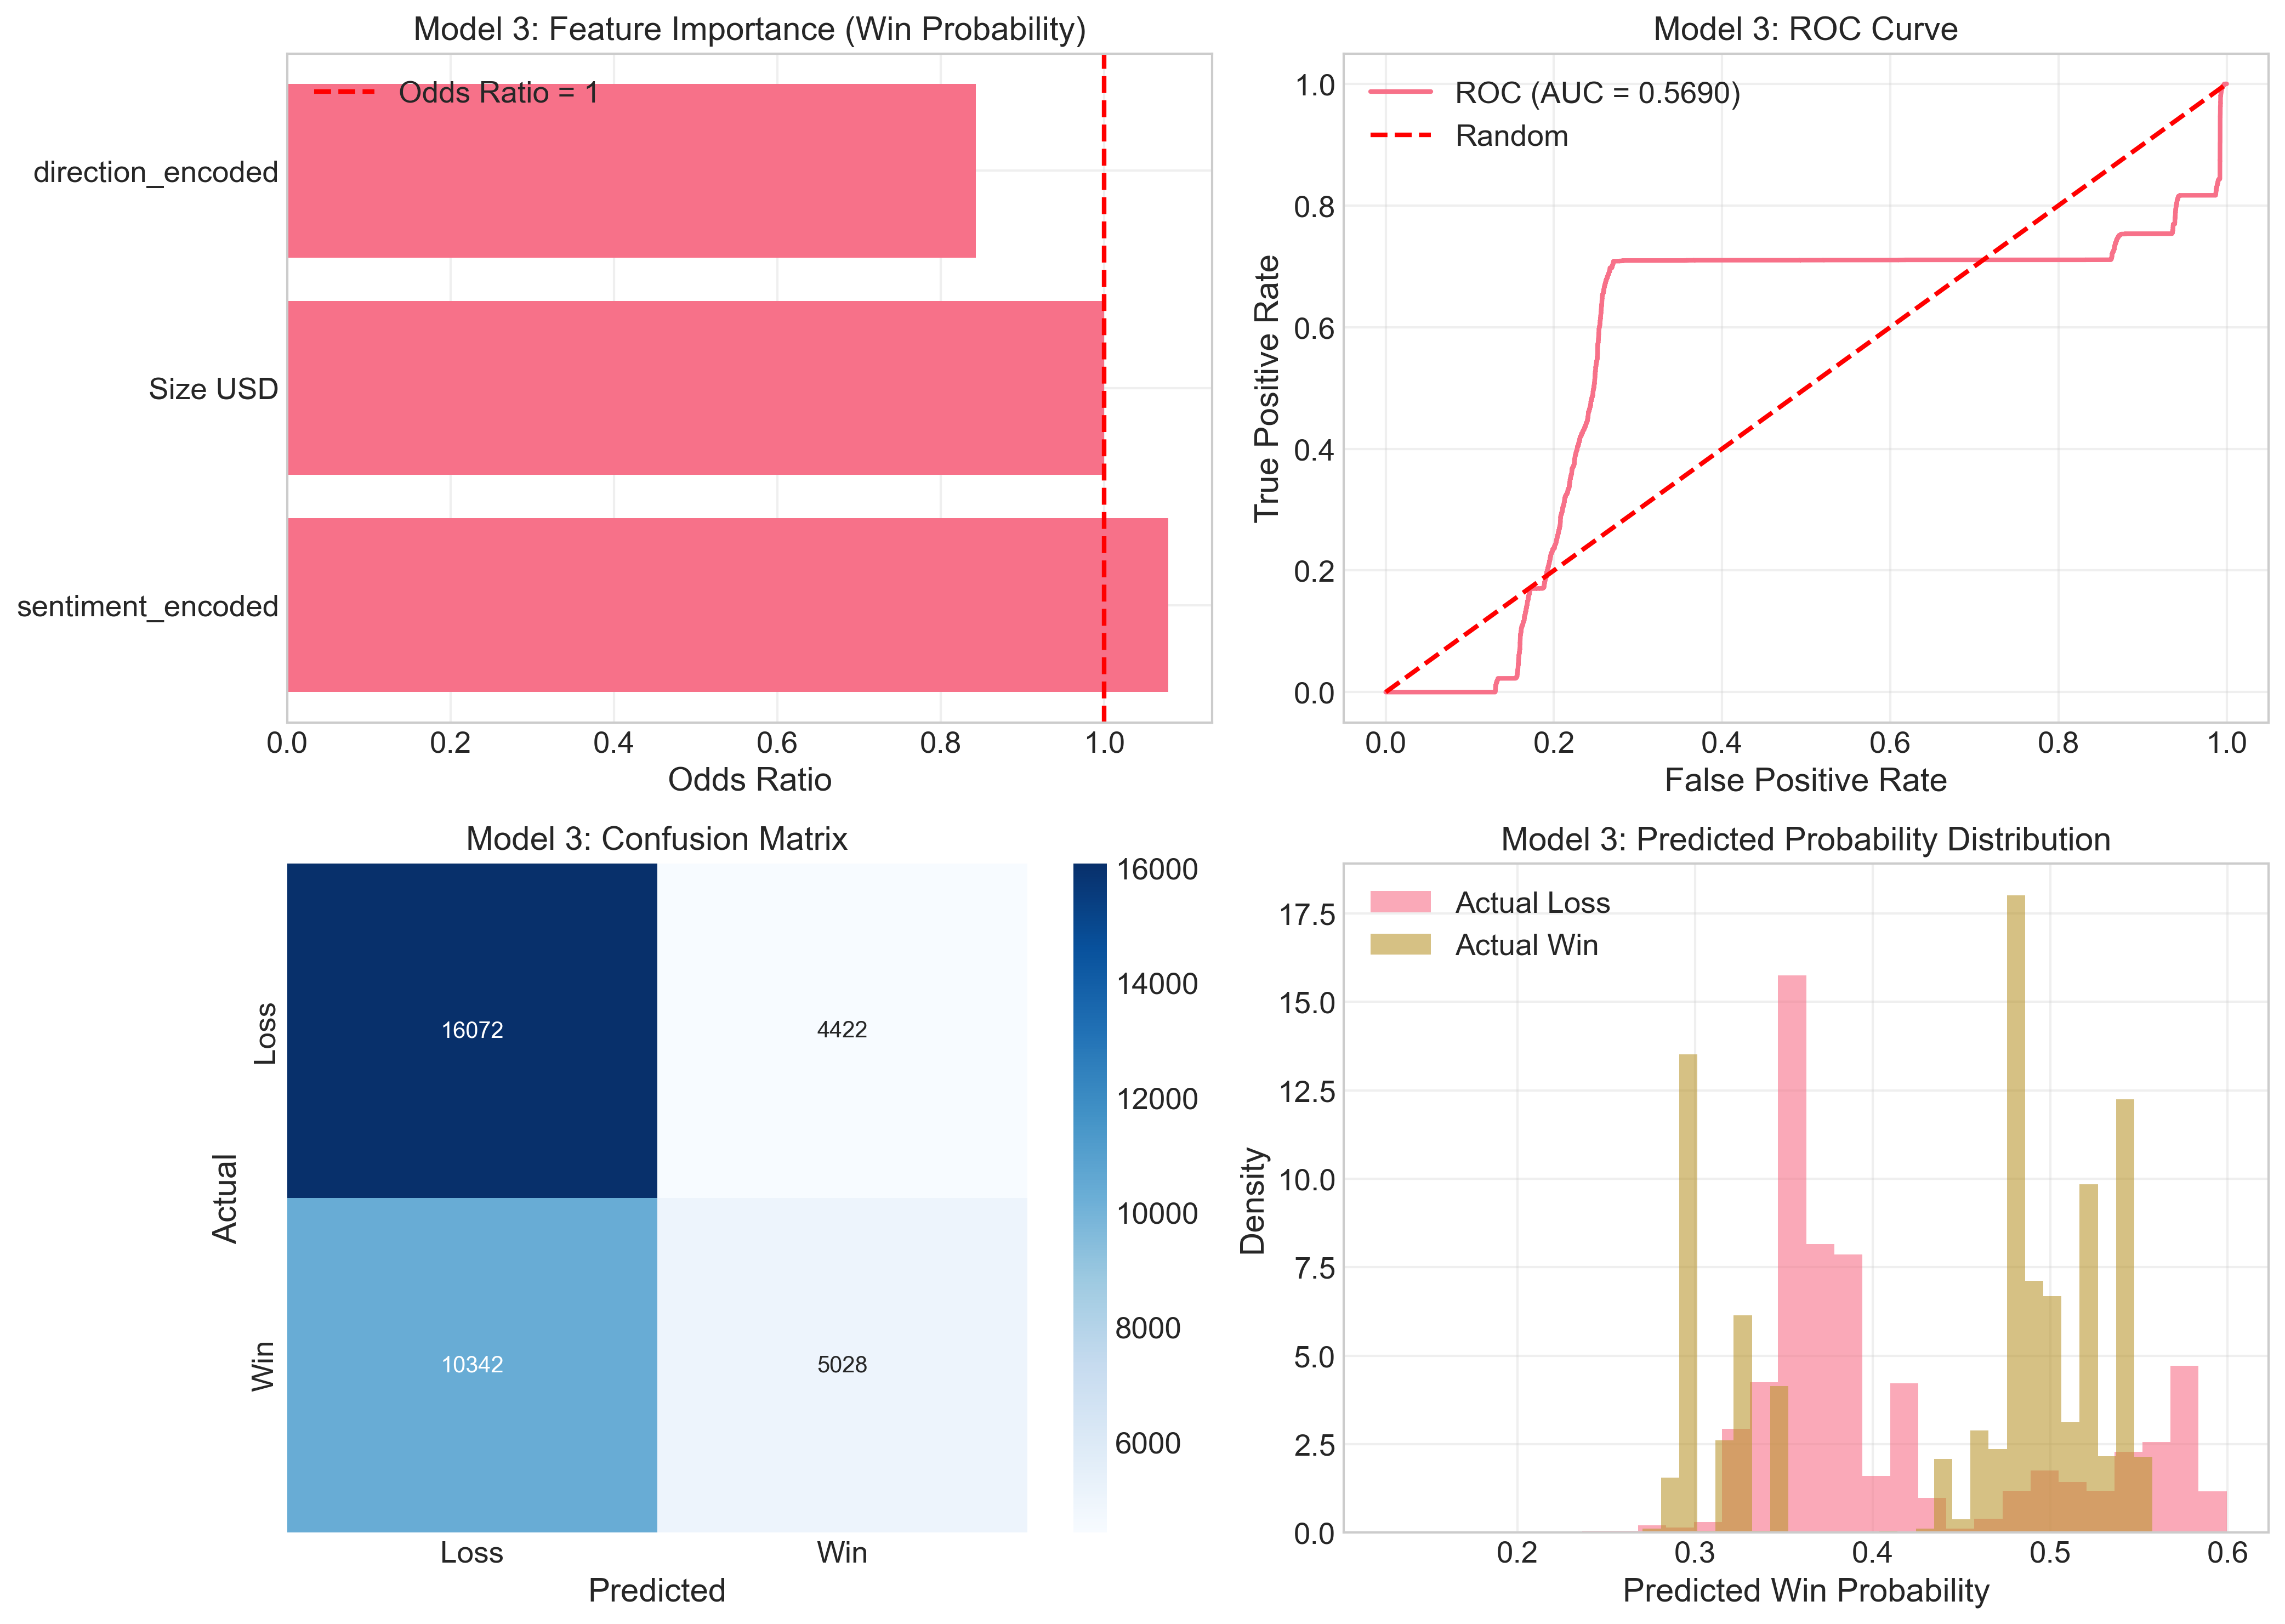 Model 3: Feature Importance (Win Probability)
Odds Ratio = 1
direction_encoded
Size USD
sentiment_encoded
0.0 0.2 0.4 0.6 0.8 1.0
Odds Ratio
Model 3: ROC Curve
ROC (AUC = 0.5690)
Random
1.0
0.8
0.6
0.4
0.2
0.0
True Positive Rate
0.0 0.2 0.4 0.6 0.8 1.0
False Positive Rate
Model 3: Confusion Matrix
Actual
Loss
Win
16072 4422
10342 5028
Loss Win
Predicted
16000
14000
12000
10000
8000
6000
Model 3: Predicted Probability Distribution
Actual Loss
Actual Win
17.5
15.0
12.5
10.0
7.5
5.0
2.5
0.0
Density
0.2 0.3 0.4 0.5 0.6
Predicted Win Probability